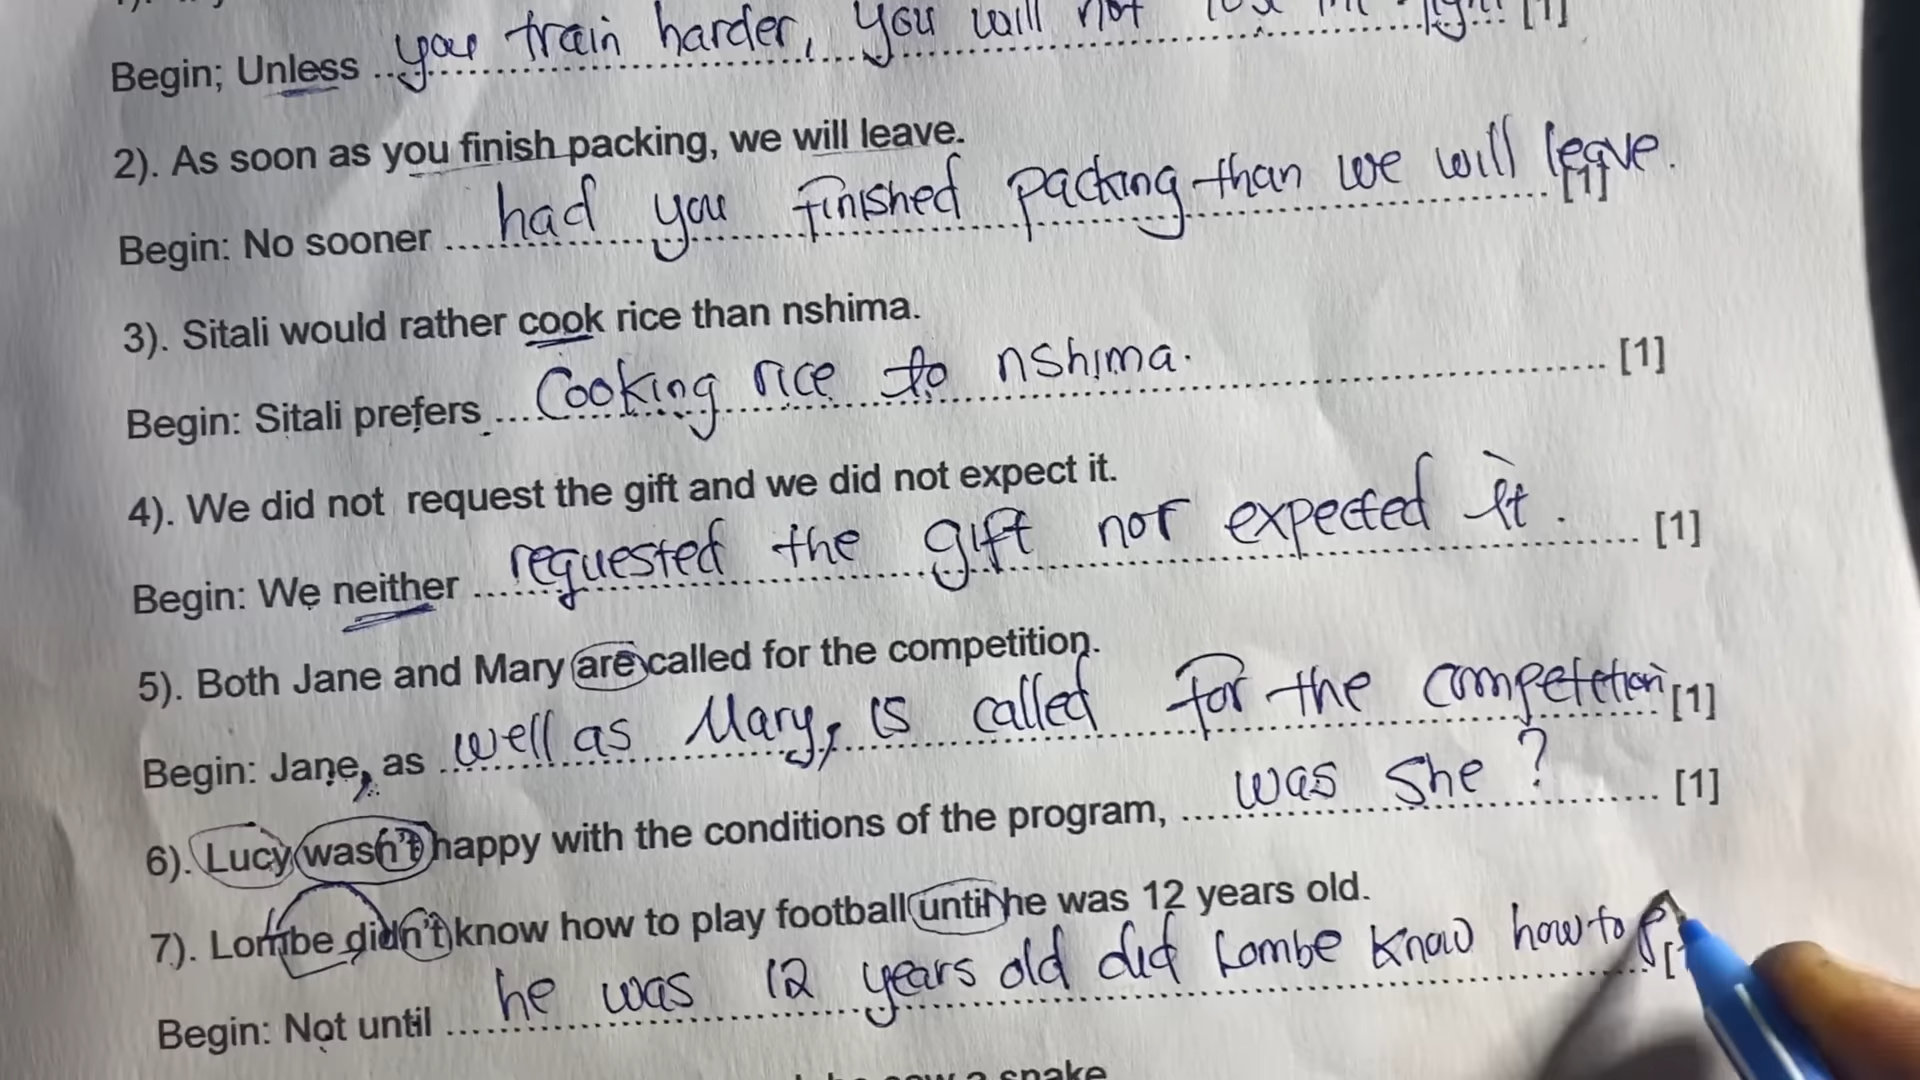 Begin; Unless you train harder, you will not [1]
2). As soon as you finish packing, we will leave.
Begin: No sooner had you finished packing than we will leave. [1]
3). Sitali would rather cook rice than nshima.
Begin: Sitali prefers Cooking rice to nshima. [1]
4). We did not request the gift and we did not expect it.
Begin: We neither requested the gift nor expected it. [1]
5). Both Jane and Mary are called for the competition.
Begin: Jane, as well as Mary, is called for the competetion [1]
6). Lucy wasn't happy with the conditions of the program, was she? [1]
7). Lombe didn't know how to play football until he was 12 years old.
Begin: Not until he was 12 years old did Lombe know how to p
saw a snake